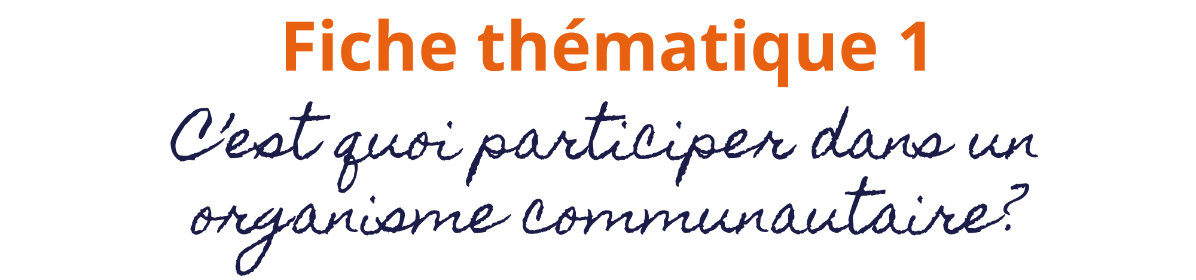 Fiche thématique 1
C'est quoi participer dans un
organisme communautaire?